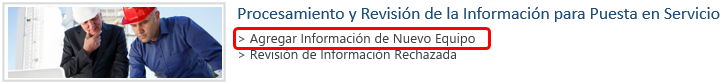 Procesamiento y Revisión de la Información para Puesta en Servicio
> Agregar Información de Nuevo Equipo
> Revisión de Información Rechazada